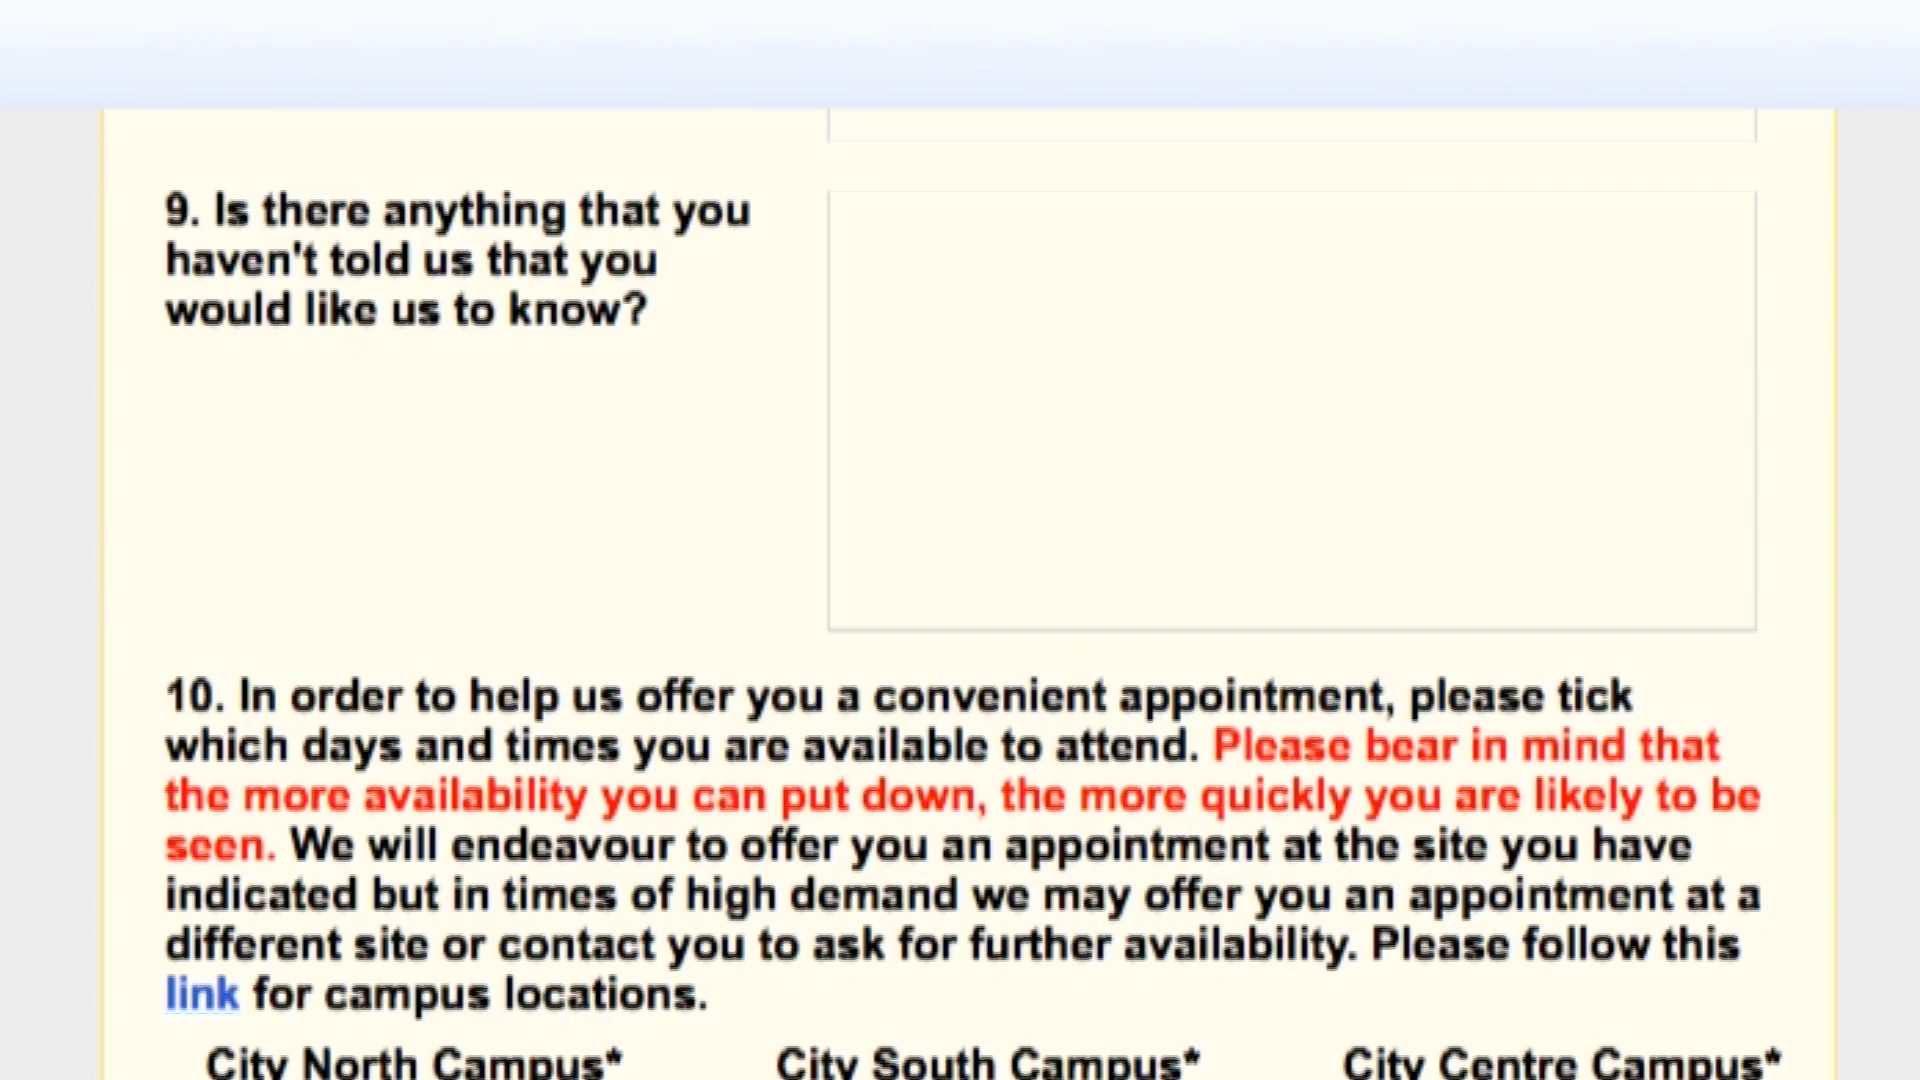 9. Is there anything that you
haven't told us that you
would like us to know?
10. In order to help us offer you a convenient appointment, please tick
which days and times you are available to attend. Please bear in mind that
the more availability you can put down, the more quickly you are likely to be
seen. We will endeavour to offer you an appointment at the site you have
indicated but in times of high demand we may offer you an appointment at a
different site or contact you to ask for further availability. Please follow this
link for campus locations.
City North Campus* City South Campus* City Centre Campus*